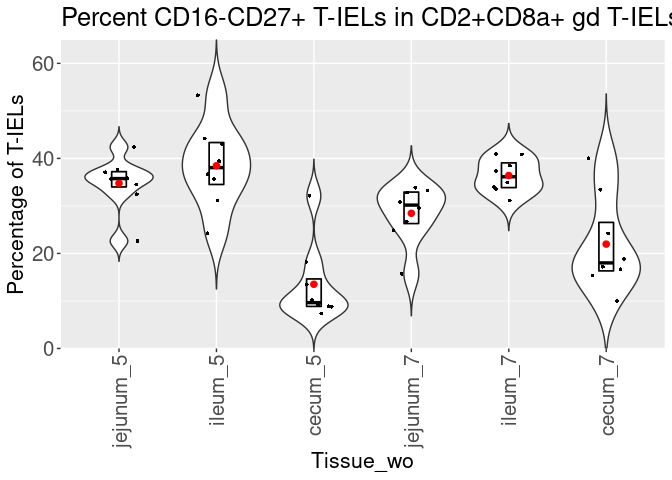 Percent CD16-CD27+ T-IELs in CD2+CD8a+ gd T-IELs
Percentage of T-IELs
60
40
20
0
jejunum_5
ileum_5
cecum_5
jejunum_7
ileum_7
cecum_7
Tissue_wo